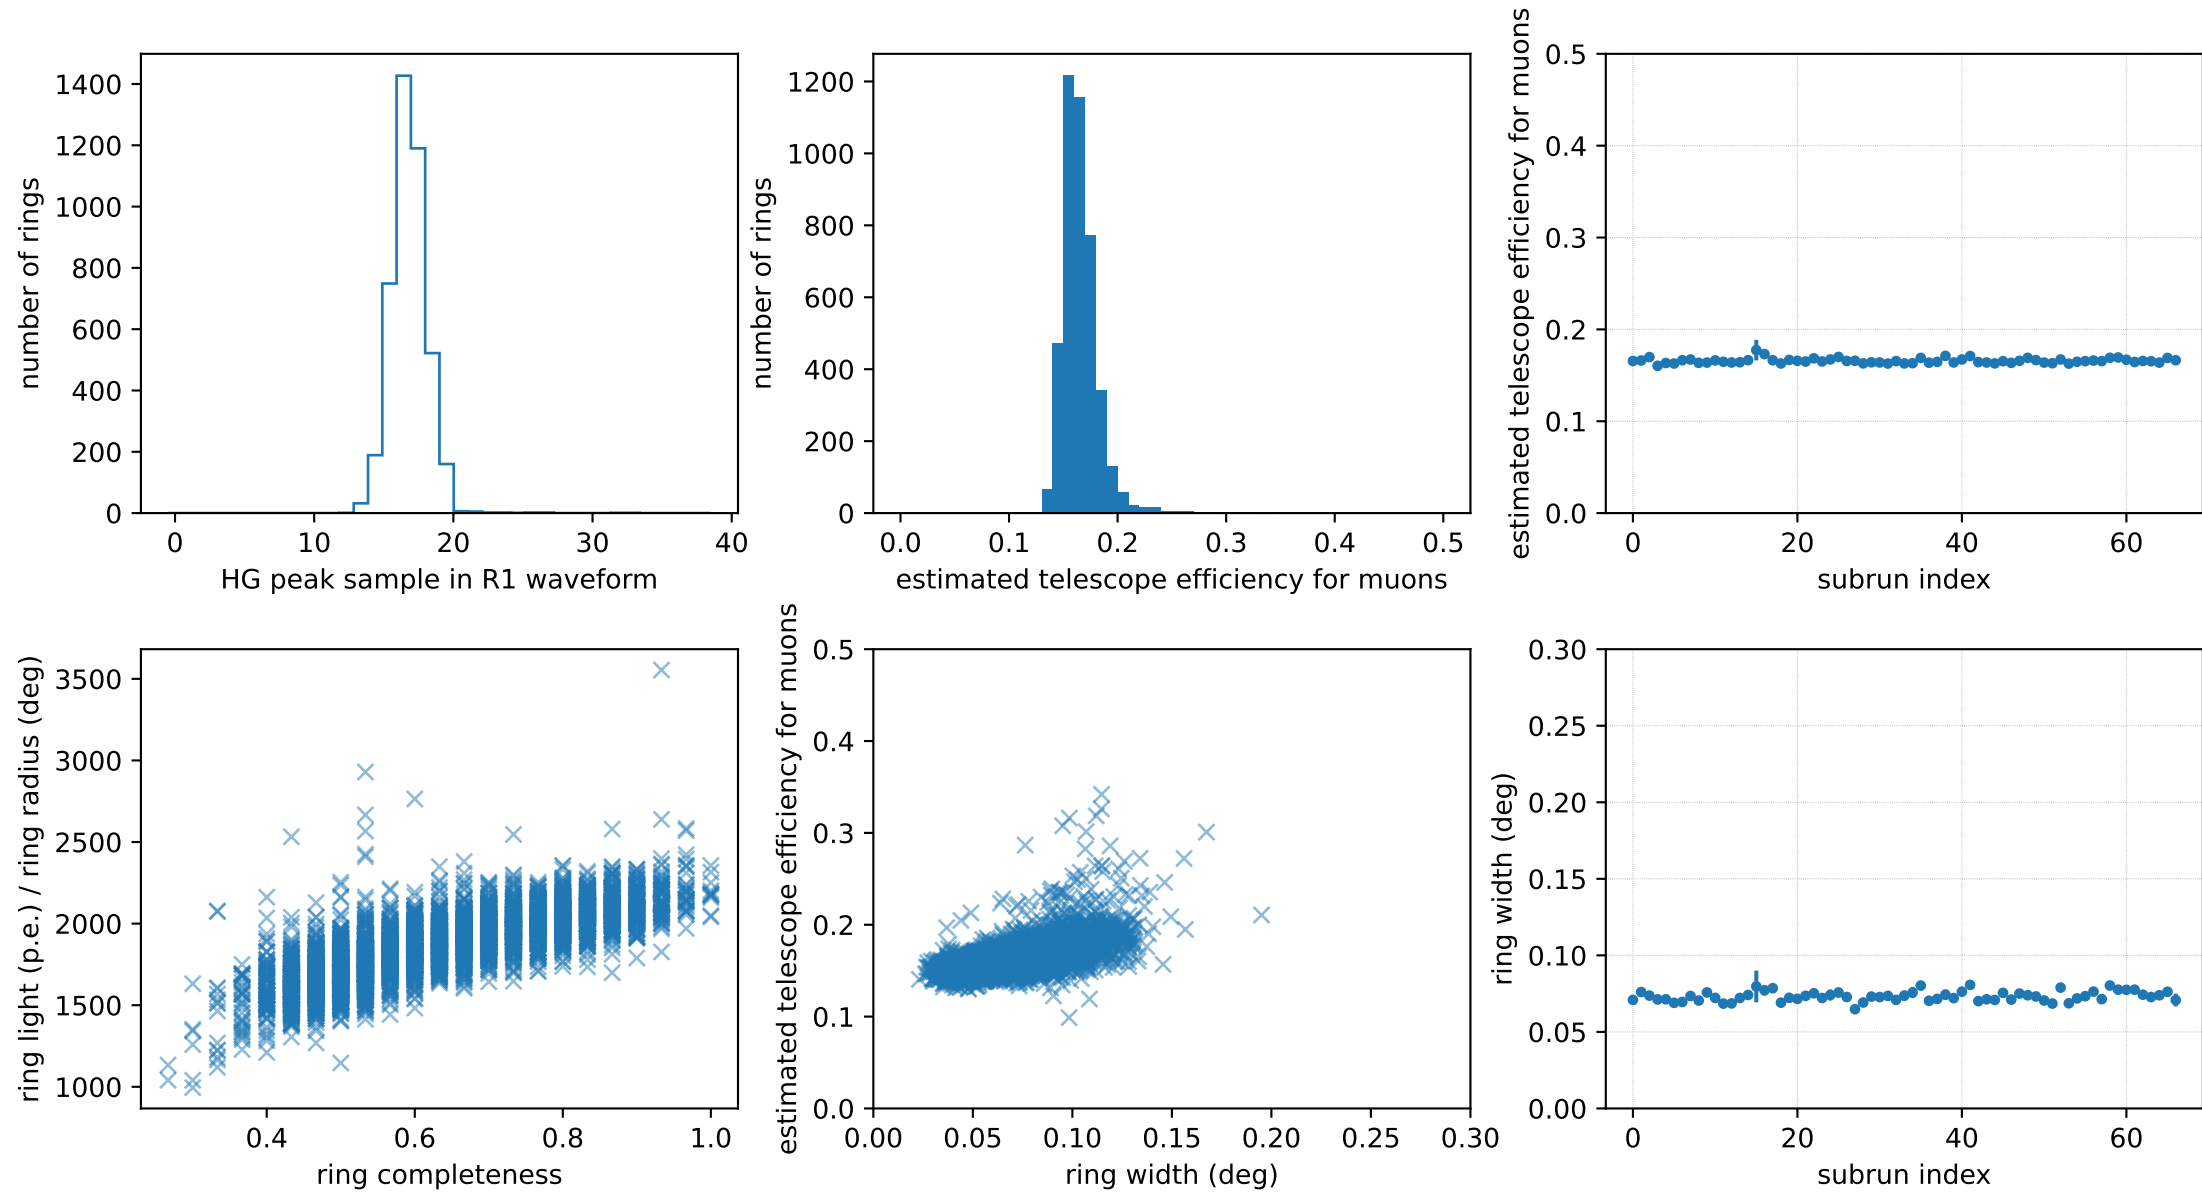 number of rings
1400
1200
1000
800
600
400
200
0
0 10 20 30 40
HG peak sample in R1 waveform
number of rings
1200
1000
800
600
400
200
0
0.0 0.1 0.2 0.3 0.4 0.5
estimated telescope efficiency for muons
estimated telescope efficiency for muons
0.5
0.4
0.3
0.2
0.1
0.0
0 20 40 60
subrun index
ring light (p.e.) / ring radius (deg)
3500
3000
2500
2000
1500
1000
0.4 0.6 0.8 1.0
ring completeness
estimated telescope efficiency for muons
0.5
0.4
0.3
0.2
0.1
0.0
0.00 0.05 0.10 0.15 0.20 0.25 0.30
ring width (deg)
ring width (deg)
0.30
0.25
0.20
0.15
0.10
0.05
0.00
0 20 40 60
subrun index